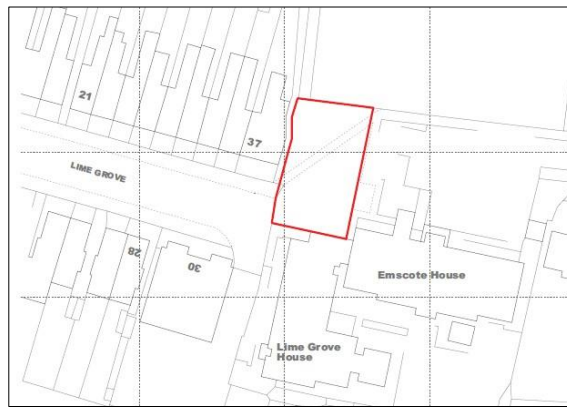 21
37
LIME GROVE
28
30
Emscote House
Lime Grove
House